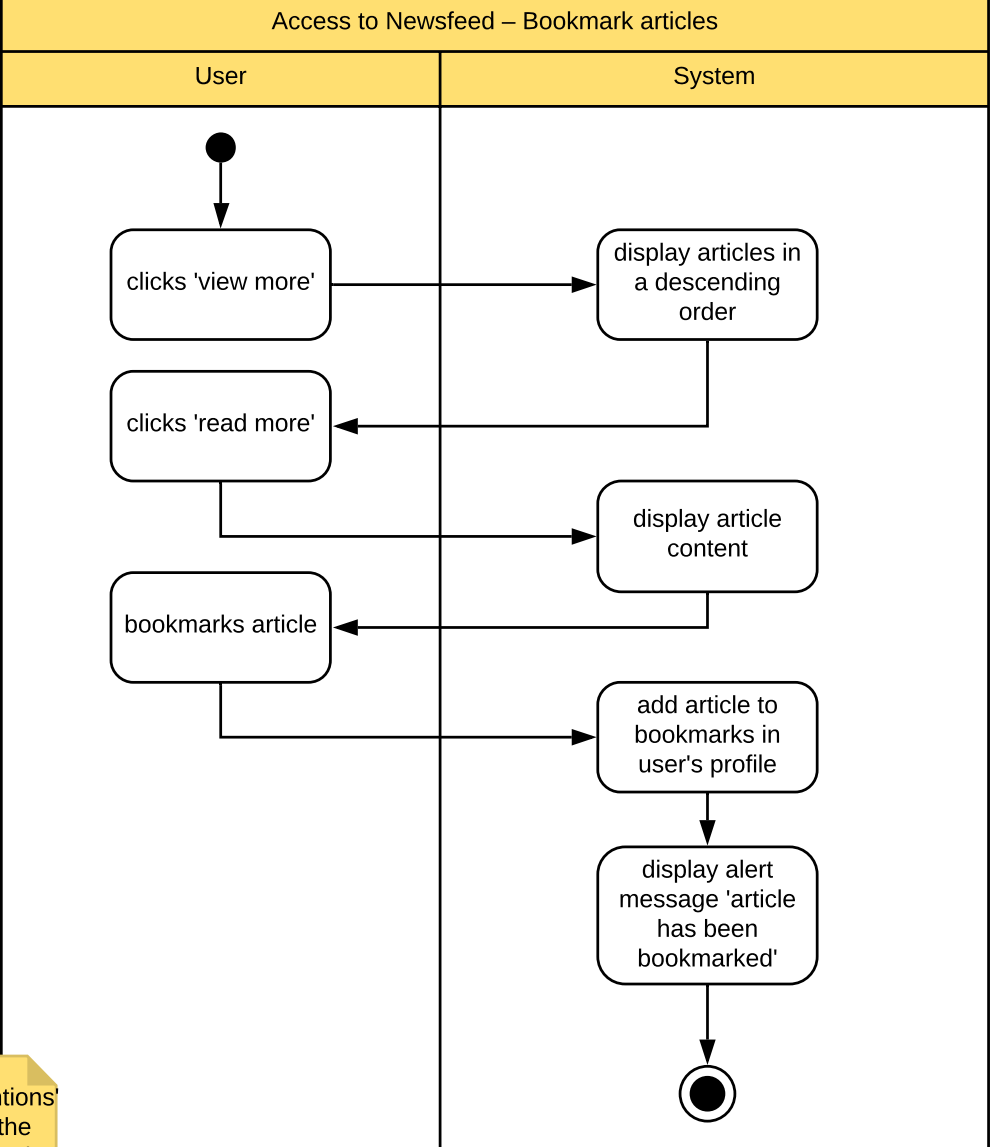 Access to Newsfeed – Bookmark articles
User
System
clicks 'view more'
display articles in
a descending
order
clicks 'read more'
display article
content
bookmarks article
add article to
bookmarks in
user's profile
display alert
message 'article
has been
bookmarked'
the